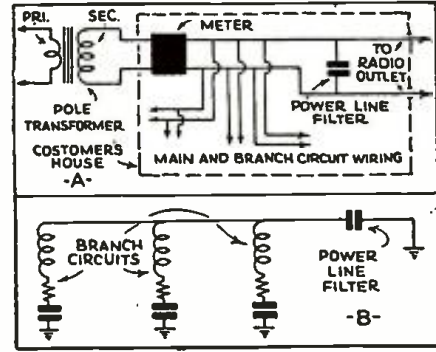 PRI.
SEC.
METER
TO
RADIO
OUTLET
POLE
TRANSFORMER
POWER LINE
FILTER
COSTOMERS
HOUSE
MAIN AND BRANCH CIRCUIT WIRING
-A-
BRANCH
CIRCUITS
POWER
LINE
FILTER
-B-